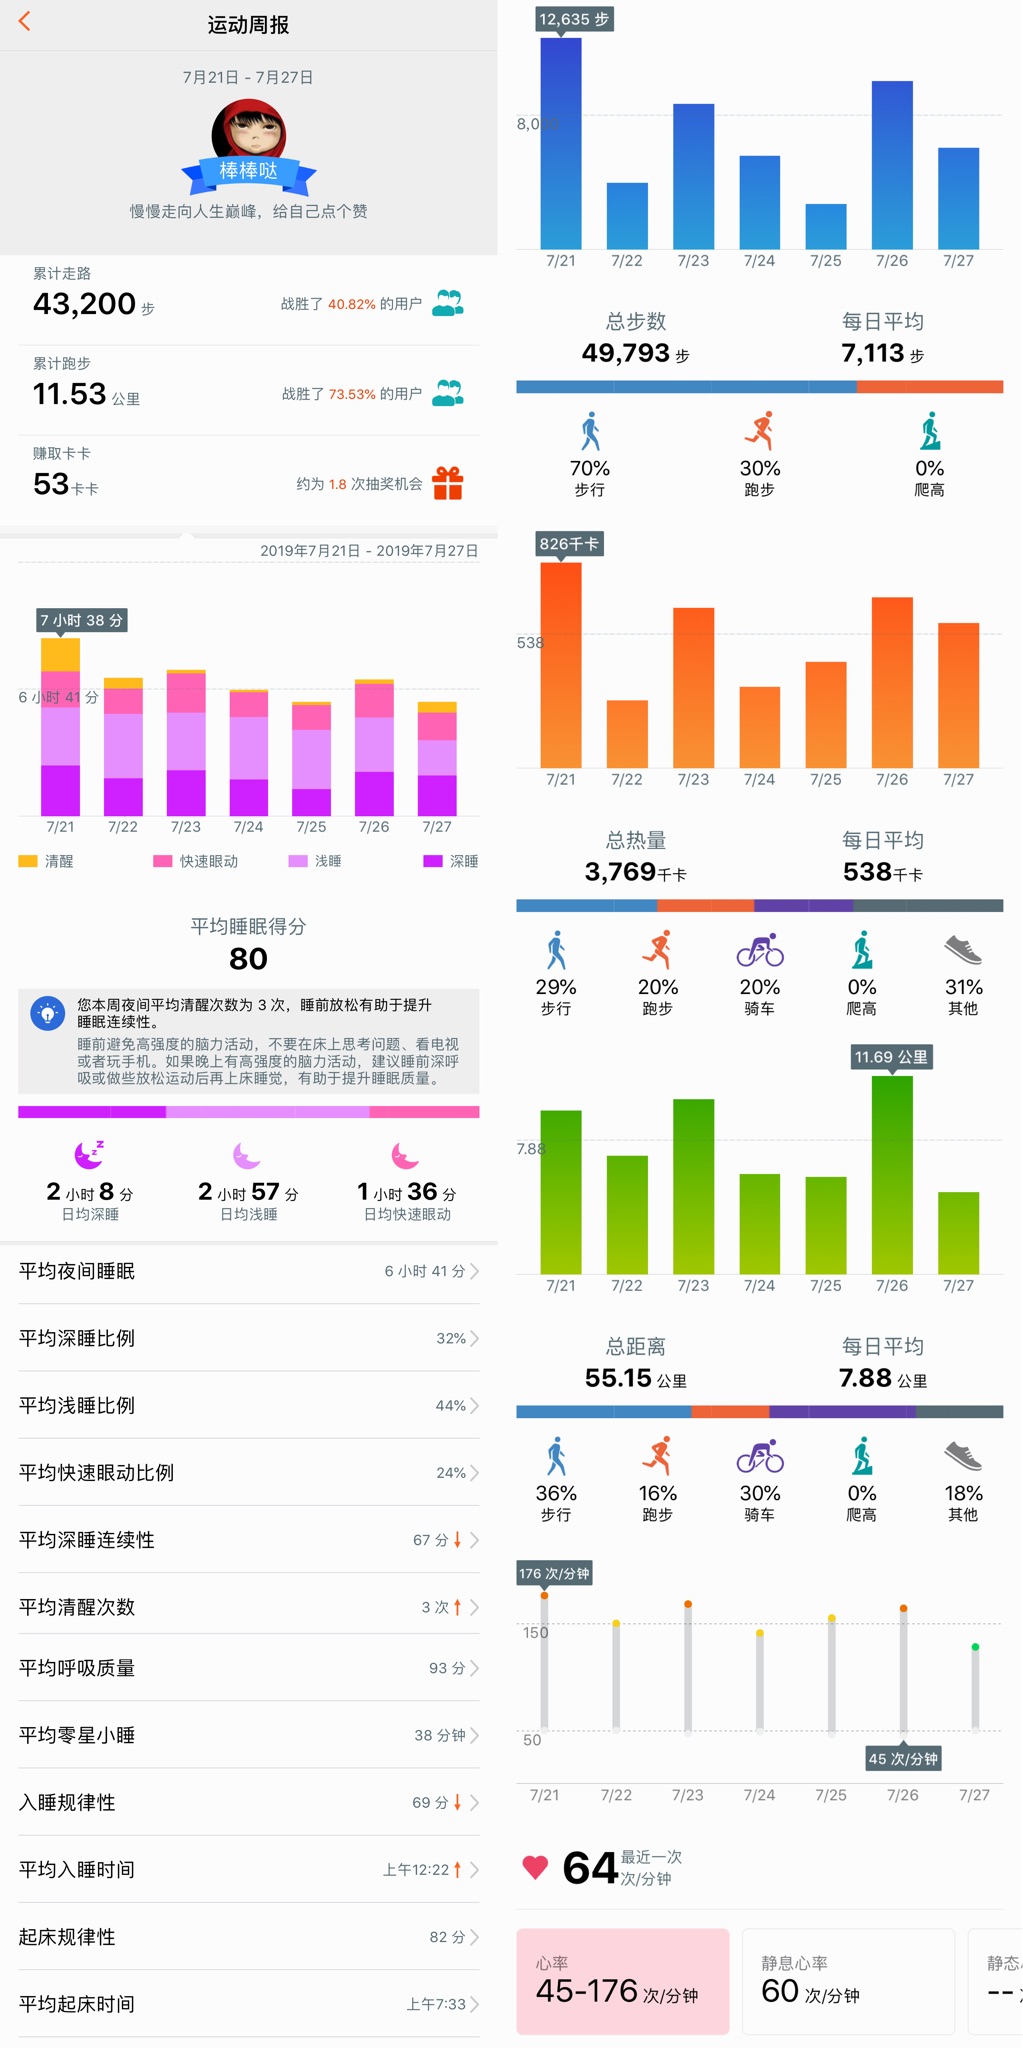 运动周报
7月21日 - 7月27日
棒棒哒
慢慢走向人生巅峰，给自己点个赞
累计走路
43,200 步
战胜了 40.82% 的用户
累计跑步
11.53 公里
战胜了 73.53% 的用户
赚取卡卡
53卡卡
约为 1.8 次抽奖机会
2019年7月21日 - 2019年7月27日
7 小时 38 分
6 小时 41 分
7/21 7/22 7/23 7/24 7/25 7/26 7/27
清醒 快速眼动 浅睡 深睡
平均睡眠得分
80
您本周夜间平均清醒次数为 3 次，睡前放松有助于提升
睡眠连续性。
睡前避免高强度的脑力活动，不要在床上思考问题、看电视
或者玩手机。如果晚上有高强度的脑力活动，建议睡前深呼
吸或做些放松运动后再上床睡觉，有助于提升睡眠质量。
2 小时 8 分 2 小时 57 分 1 小时 36 分
日均深睡 日均浅睡 日均快速眼动
平均夜间睡眠 6 小时 41 分
平均深睡比例 32%
平均浅睡比例 44%
平均快速眼动比例 24%
平均深睡连续性 67 分
平均清醒次数 3 次
平均呼吸质量 93 分
平均零星小睡 38 分钟
入睡规律性 69 分
平均入睡时间 上午12:22
起床规律性 82 分
平均起床时间 上午7:33
12,635 步
7/21 7/22 7/23 7/24 7/25 7/26 7/27
总步数 每日平均
49,793 步 7,113 步
70% 30% 0%
步行 跑步 爬高
826千卡
538
7/21 7/22 7/23 7/24 7/25 7/26 7/27
总热量 每日平均
3,769千卡 538千卡
29% 20% 20% 0% 31%
步行 跑步 骑车 爬高 其他
11.69 公里
7.88
7/21 7/22 7/23 7/24 7/25 7/26 7/27
总距离 每日平均
55.15 公里 7.88 公里
36% 16% 30% 0% 18%
步行 跑步 骑车 爬高 其他
176 次/分钟
150
50
45 次/分钟
7/21 7/22 7/23 7/24 7/25 7/26 7/27
64 最近一次
次/分钟
心率 静息心率 静态
45-176 次/分钟 60 次/分钟 --